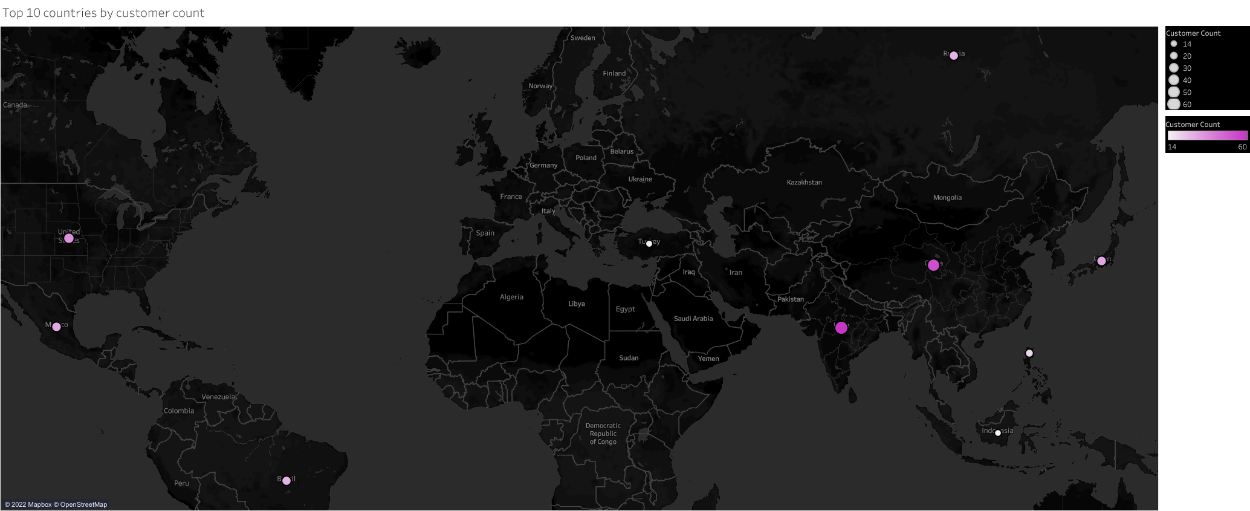 Top 10 countries by customer count
Sweden
Finland
Norway
Canada
Belarus
Poland
Germany
Ukraine
Kazakhstan
France
Mongolia
Italy
Spain
United
Iraq
Iran
Algeria
Libya
Egypt
Pakistan
Saudi Arabia
Sudan
Yemen
Venezuela
Colombia
Democratic
Republic
of Congo
Peru
© 2022 Mapbox © OpenStreetMap
Customer Count
14
20
30
40
50
60
Customer Count
14 60